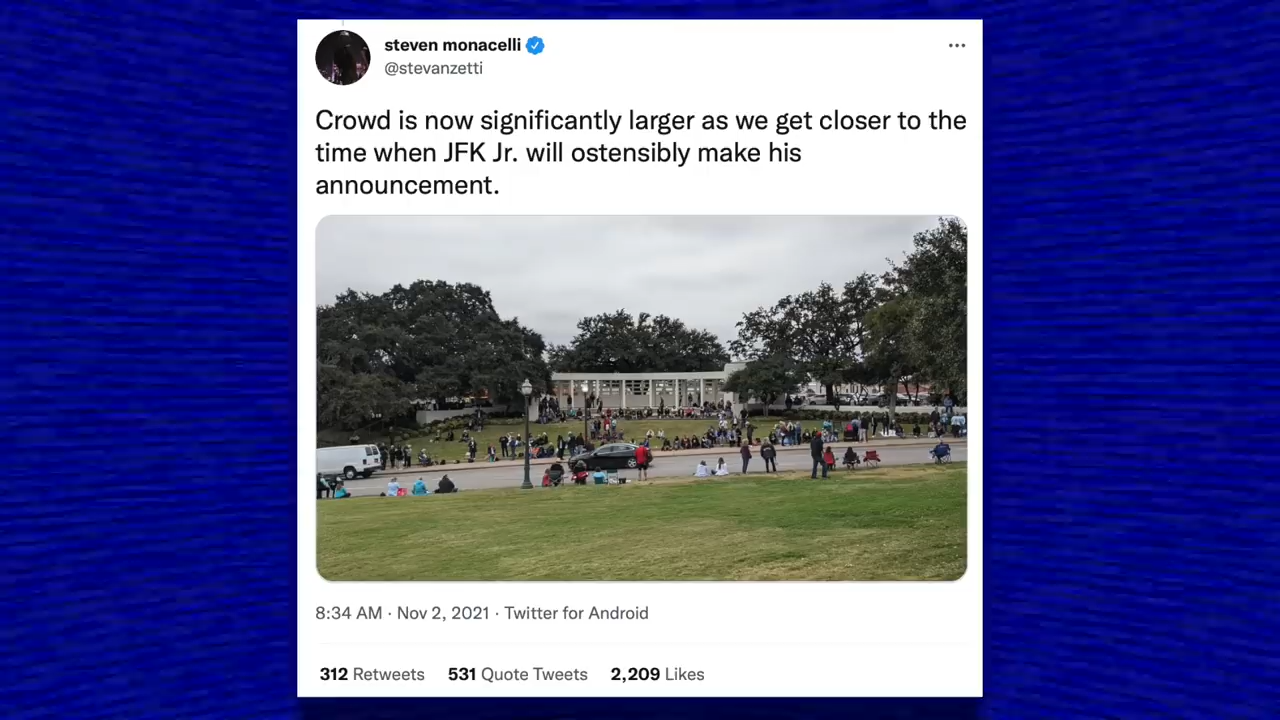 steven monacelli
@stevanzetti
Crowd is now significantly larger as we get closer to the
time when JFK Jr. will ostensibly make his
announcement.
8:34 AM · Nov 2, 2021 · Twitter for Android
312 Retweets 531 Quote Tweets 2,209 Likes